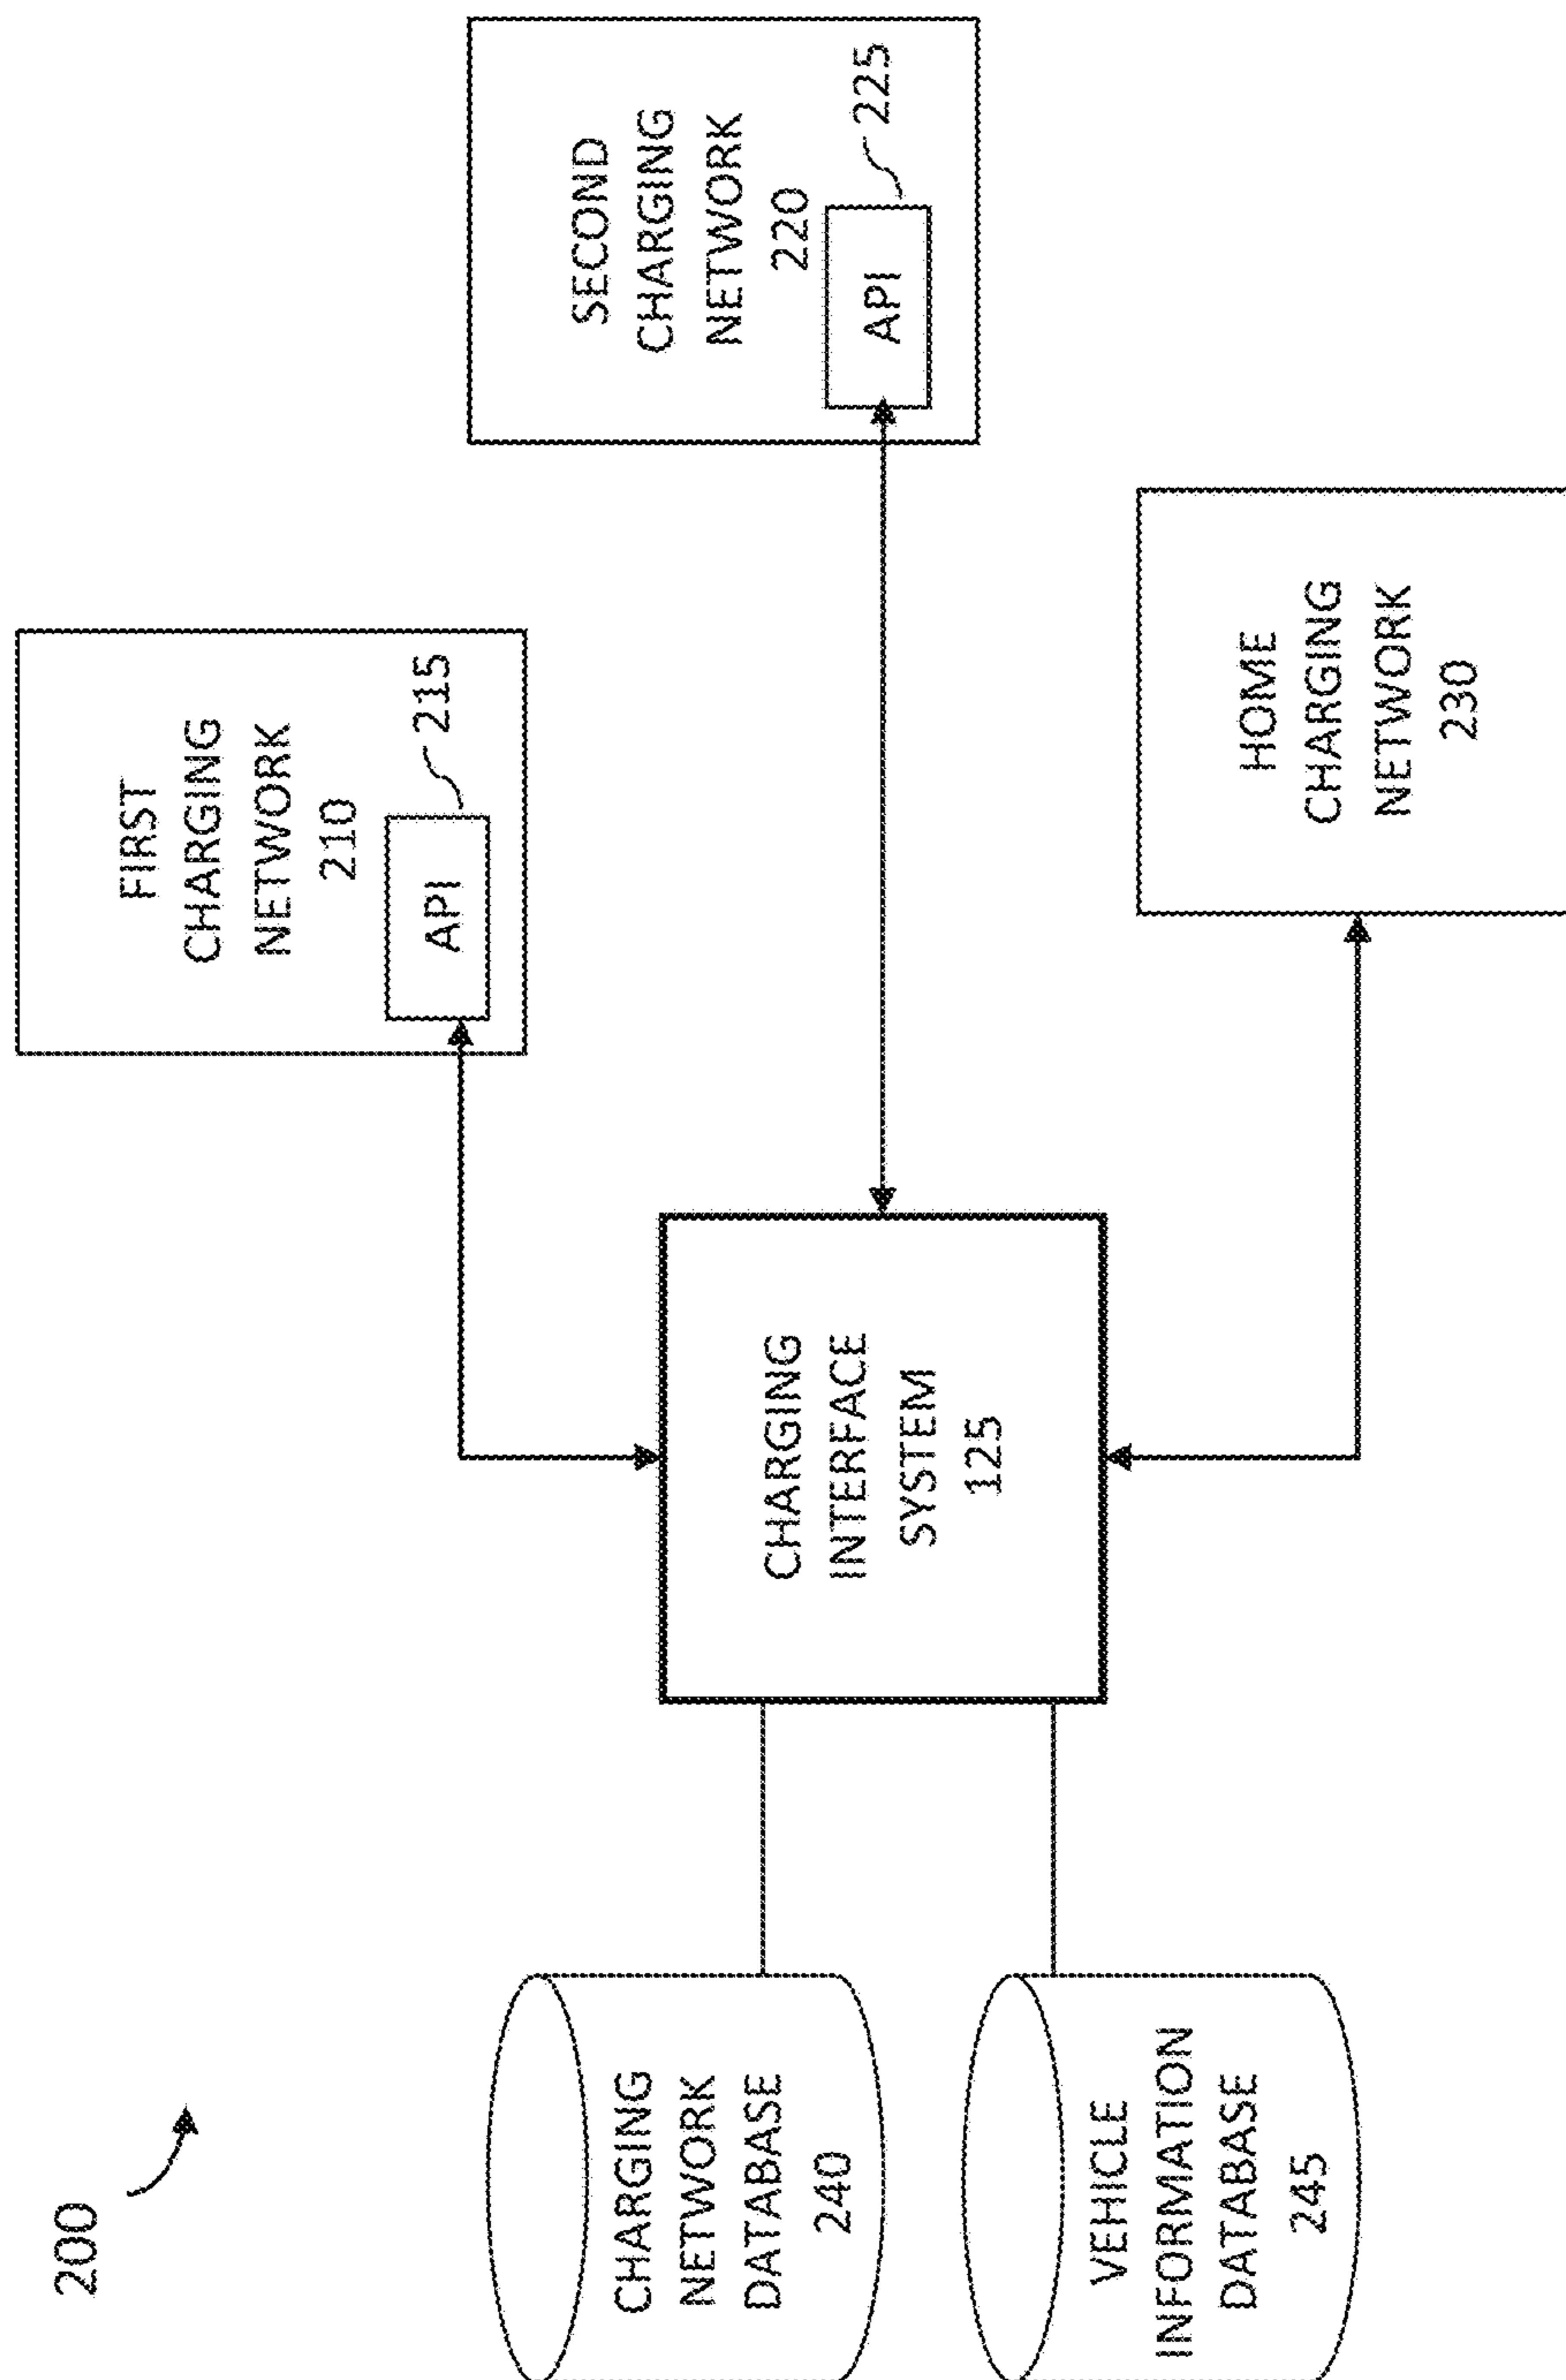 200
FIRST
CHARGING
NETWORK
210
API
215
SECOND
CHARGING
NETWORK
220
API
225
CHARGING
NETWORK
DATABASE
240
CHARGING
INTERFACE
SYSTEM
125
VEHICLE
INFORMATION
DATABASE
245
HOME
CHARGING
NETWORK
230